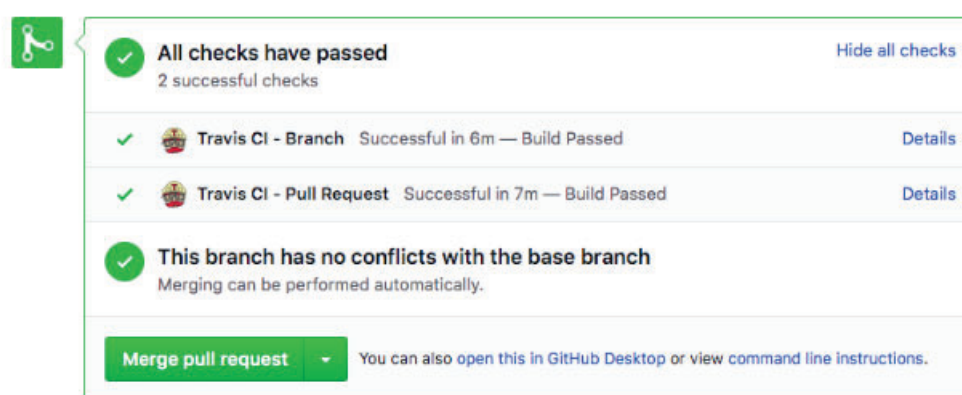 All checks have passed
Hide all checks
2 successful checks
Travis CI - Branch Successful in 6m — Build Passed
Details
Travis CI - Pull Request Successful in 7m — Build Passed
Details
This branch has no conflicts with the base branch
Merging can be performed automatically.
Merge pull request
You can also open this in GitHub Desktop or view command line instructions.